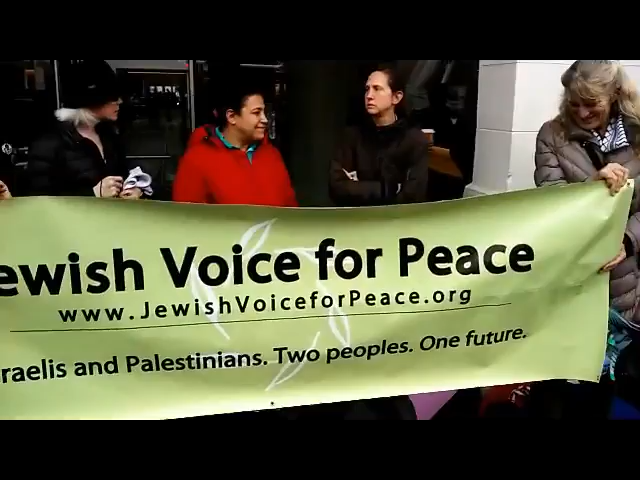 ewish Voice for Peace
www.JewishVoiceforPeace.org
raelis and Palestinians. Two peoples. One future.